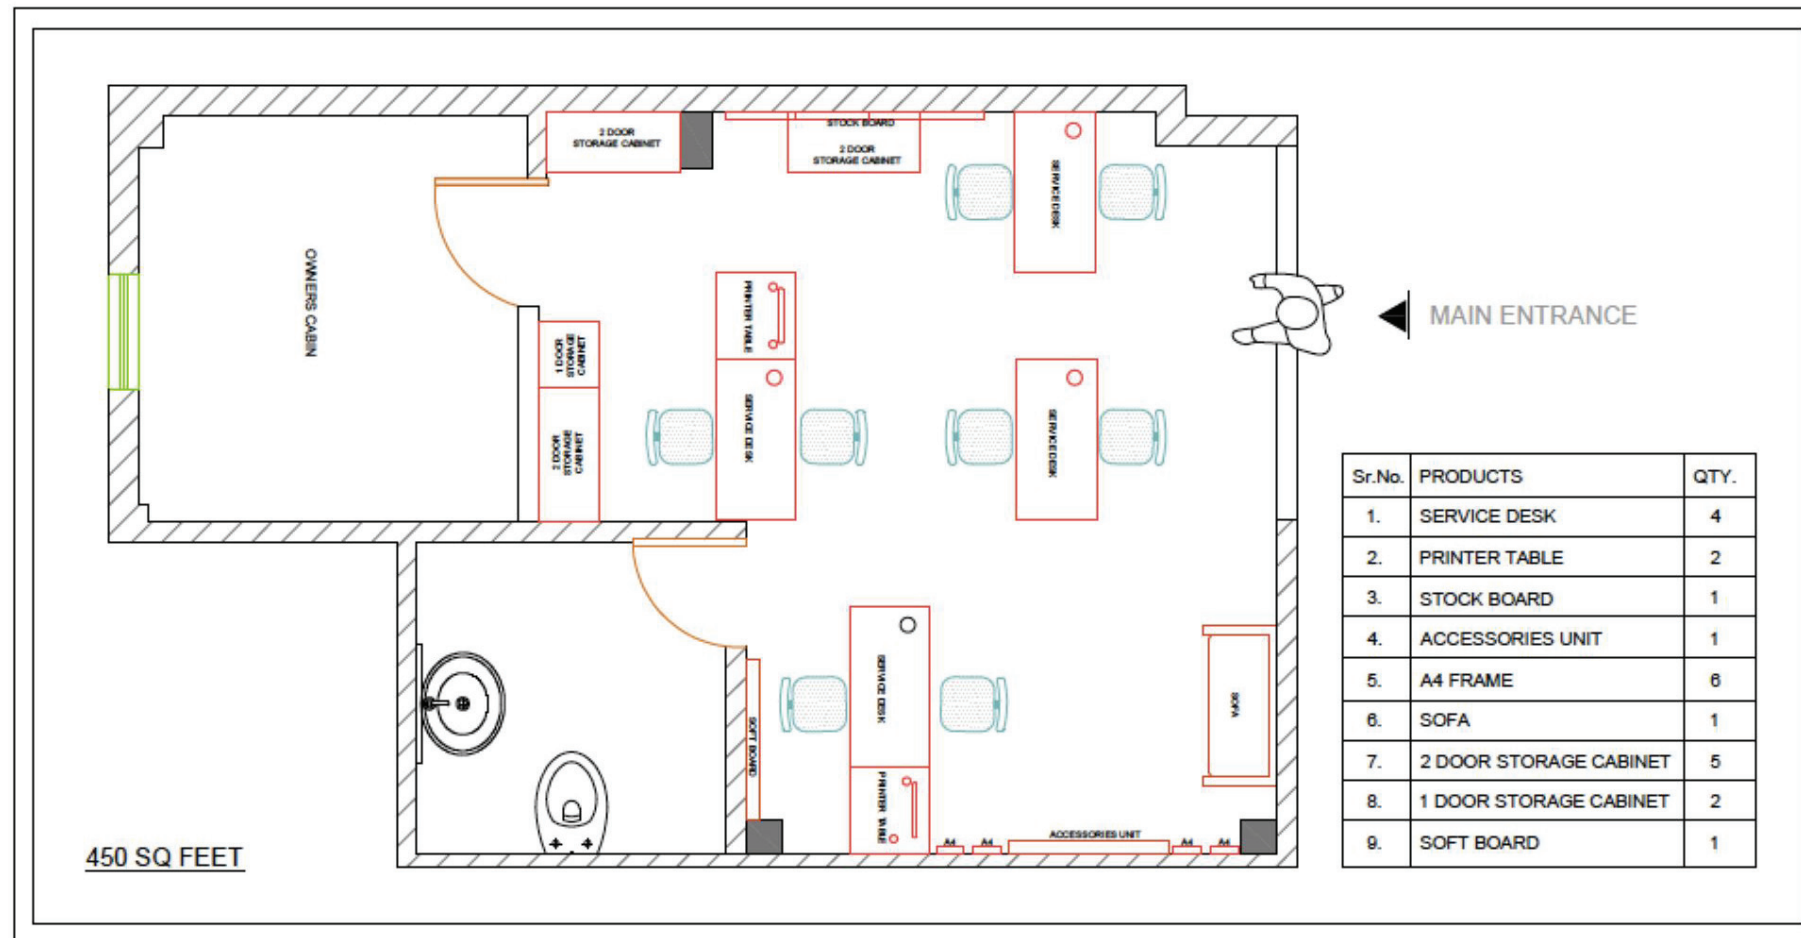 2 DOOR
STORAGE CABINET
STOCK BOARD
2 DOOR
STORAGE CABINET
SERVICE DESK
OWNERS CABIN
PRINTER TABLE
MAIN ENTRANCE
1 DOOR
STORAGE
CABINET
2 DOOR
STORAGE
CABINET
SERVICE DESK
SERVICE DESK
SERVICE DESK
SOFT BOARD
SOFA
PRINTER TABLE
A4
A4
ACCESSORIES UNIT
A4
A4
450 SQ FEET
Sr.No. PRODUCTS QTY.
1. SERVICE DESK 4
2. PRINTER TABLE 2
3. STOCK BOARD 1
4. ACCESSORIES UNIT 1
5. A4 FRAME 6
6. SOFA 1
7. 2 DOOR STORAGE CABINET 5
8. 1 DOOR STORAGE CABINET 2
9. SOFT BOARD 1